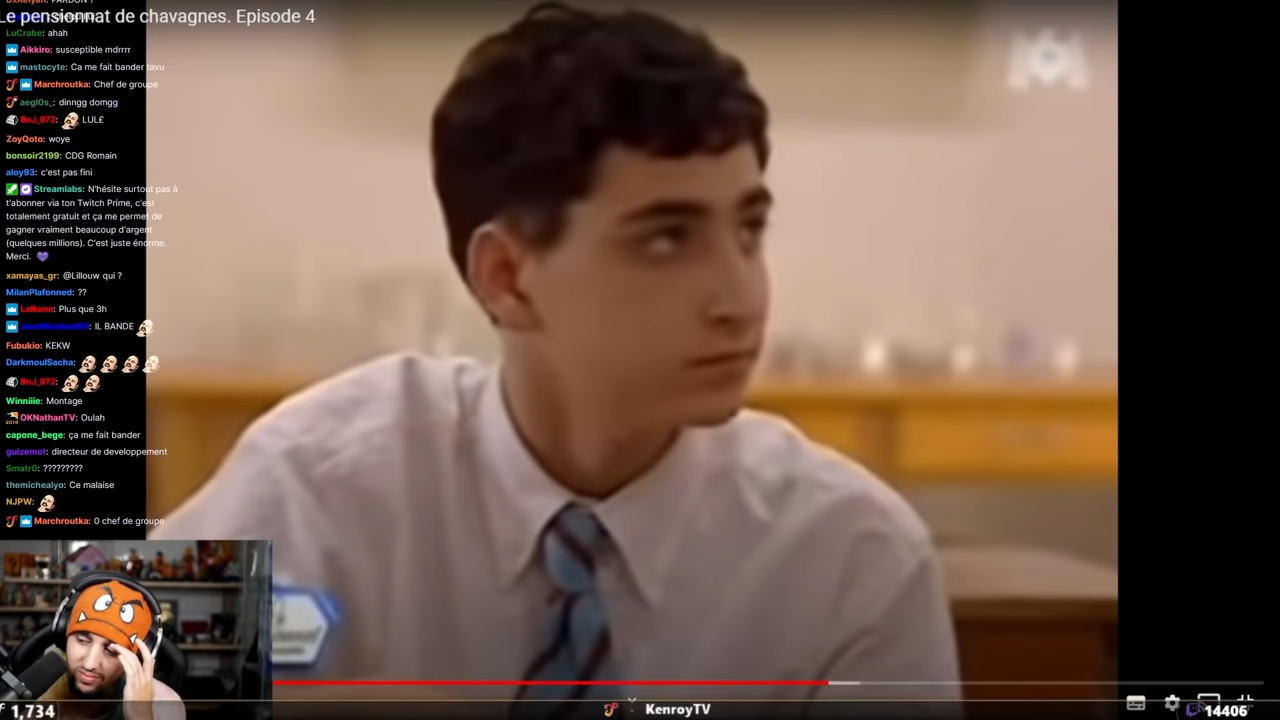 Le pensionnat de chavagnes. Episode 4
LuCrabe: ahah
Aikkiro: susceptible mdrrrr
mastocyte: Ca me fait bander tavu
Marchroutka: Chef de groupe
aegl0s_: dinngg domgg
BnJ_972: LUL£
ZoyQoto: woye
bonsoir2199: CDG Romain
aloy93: c'est pas fini
Streamlabs: N'hésite surtout pas à
t'abonner via ton Twitch Prime, c'est
totalement gratuit et ça me permet de
gagner vraiment beaucoup d'argent
(quelques millions). C'est juste énorme.
Merci.
xamayas_gr: @Lillouw qui ?
MilanPlafonned: ??
Lalkenn: Plus que 3h
: IL BANDE
Fubukio: KEKW
DarkmoulSacha:
BnJ_972:
Winniiie: Montage
OKNathanTV: Oulah
capone_bege: ça me fait bander
guizemo!: directeur de developpement
Smatr0: ?????????
themichealyo: Ce malaise
NJPW:
Marchroutka: 0 chef de groupe
M6
1,734
KenroyTV
14406